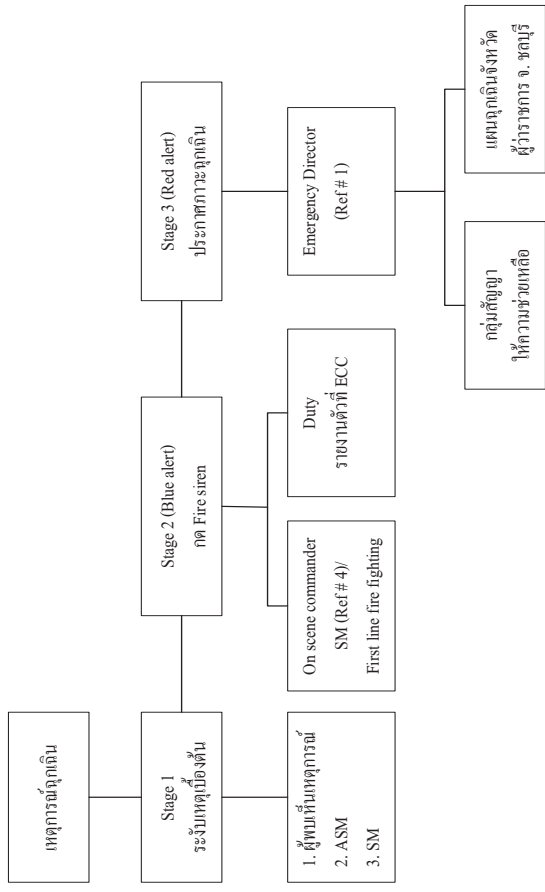 เหตุการณ์ฉุกเฉิน
Stage 1
ระงับเหตุเบื้องต้น
1. ผู้พบเห็นเหตุการณ์
2. ASM
3. SM
Stage 2 (Blue alert)
กด Fire siren
On scene commander
SM (Ref # 4)/
First line fire fighting
Duty
รายงานตัวที่ ECC
Stage 3 (Red alert)
ประกาศภาวะฉุกเฉิน
Emergency Director
(Ref # 1)
กลุ่มสัญญา
ให้ความช่วยเหลือ
แผนฉุกเฉินจังหวัด
ผู้ว่าราชการ จ. ชลบุรี